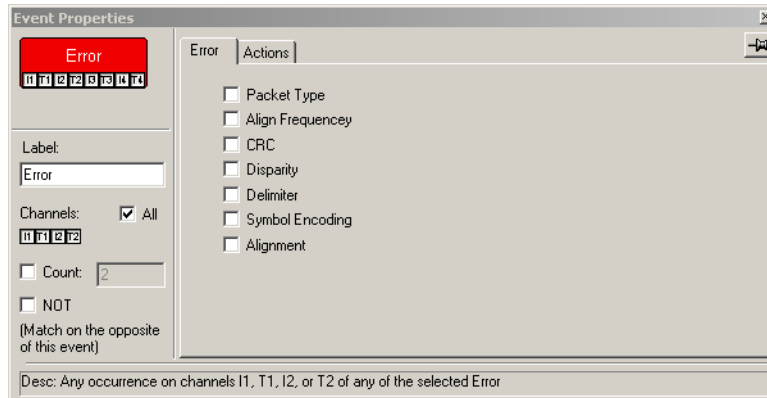 Event Properties
Error
I1 T1 I2 T2 I3 T3 I4 T4
Label:
Error
Channels: All
I1 T1 I2 T2
Count: 2
NOT
(Match on the opposite
of this event)
Error Actions
Packet Type
Align Frequencey
CRC
Disparity
Delimiter
Symbol Encoding
Alignment
Desc: Any occurrence on channels I1, T1, I2, or T2 of any of the selected Error